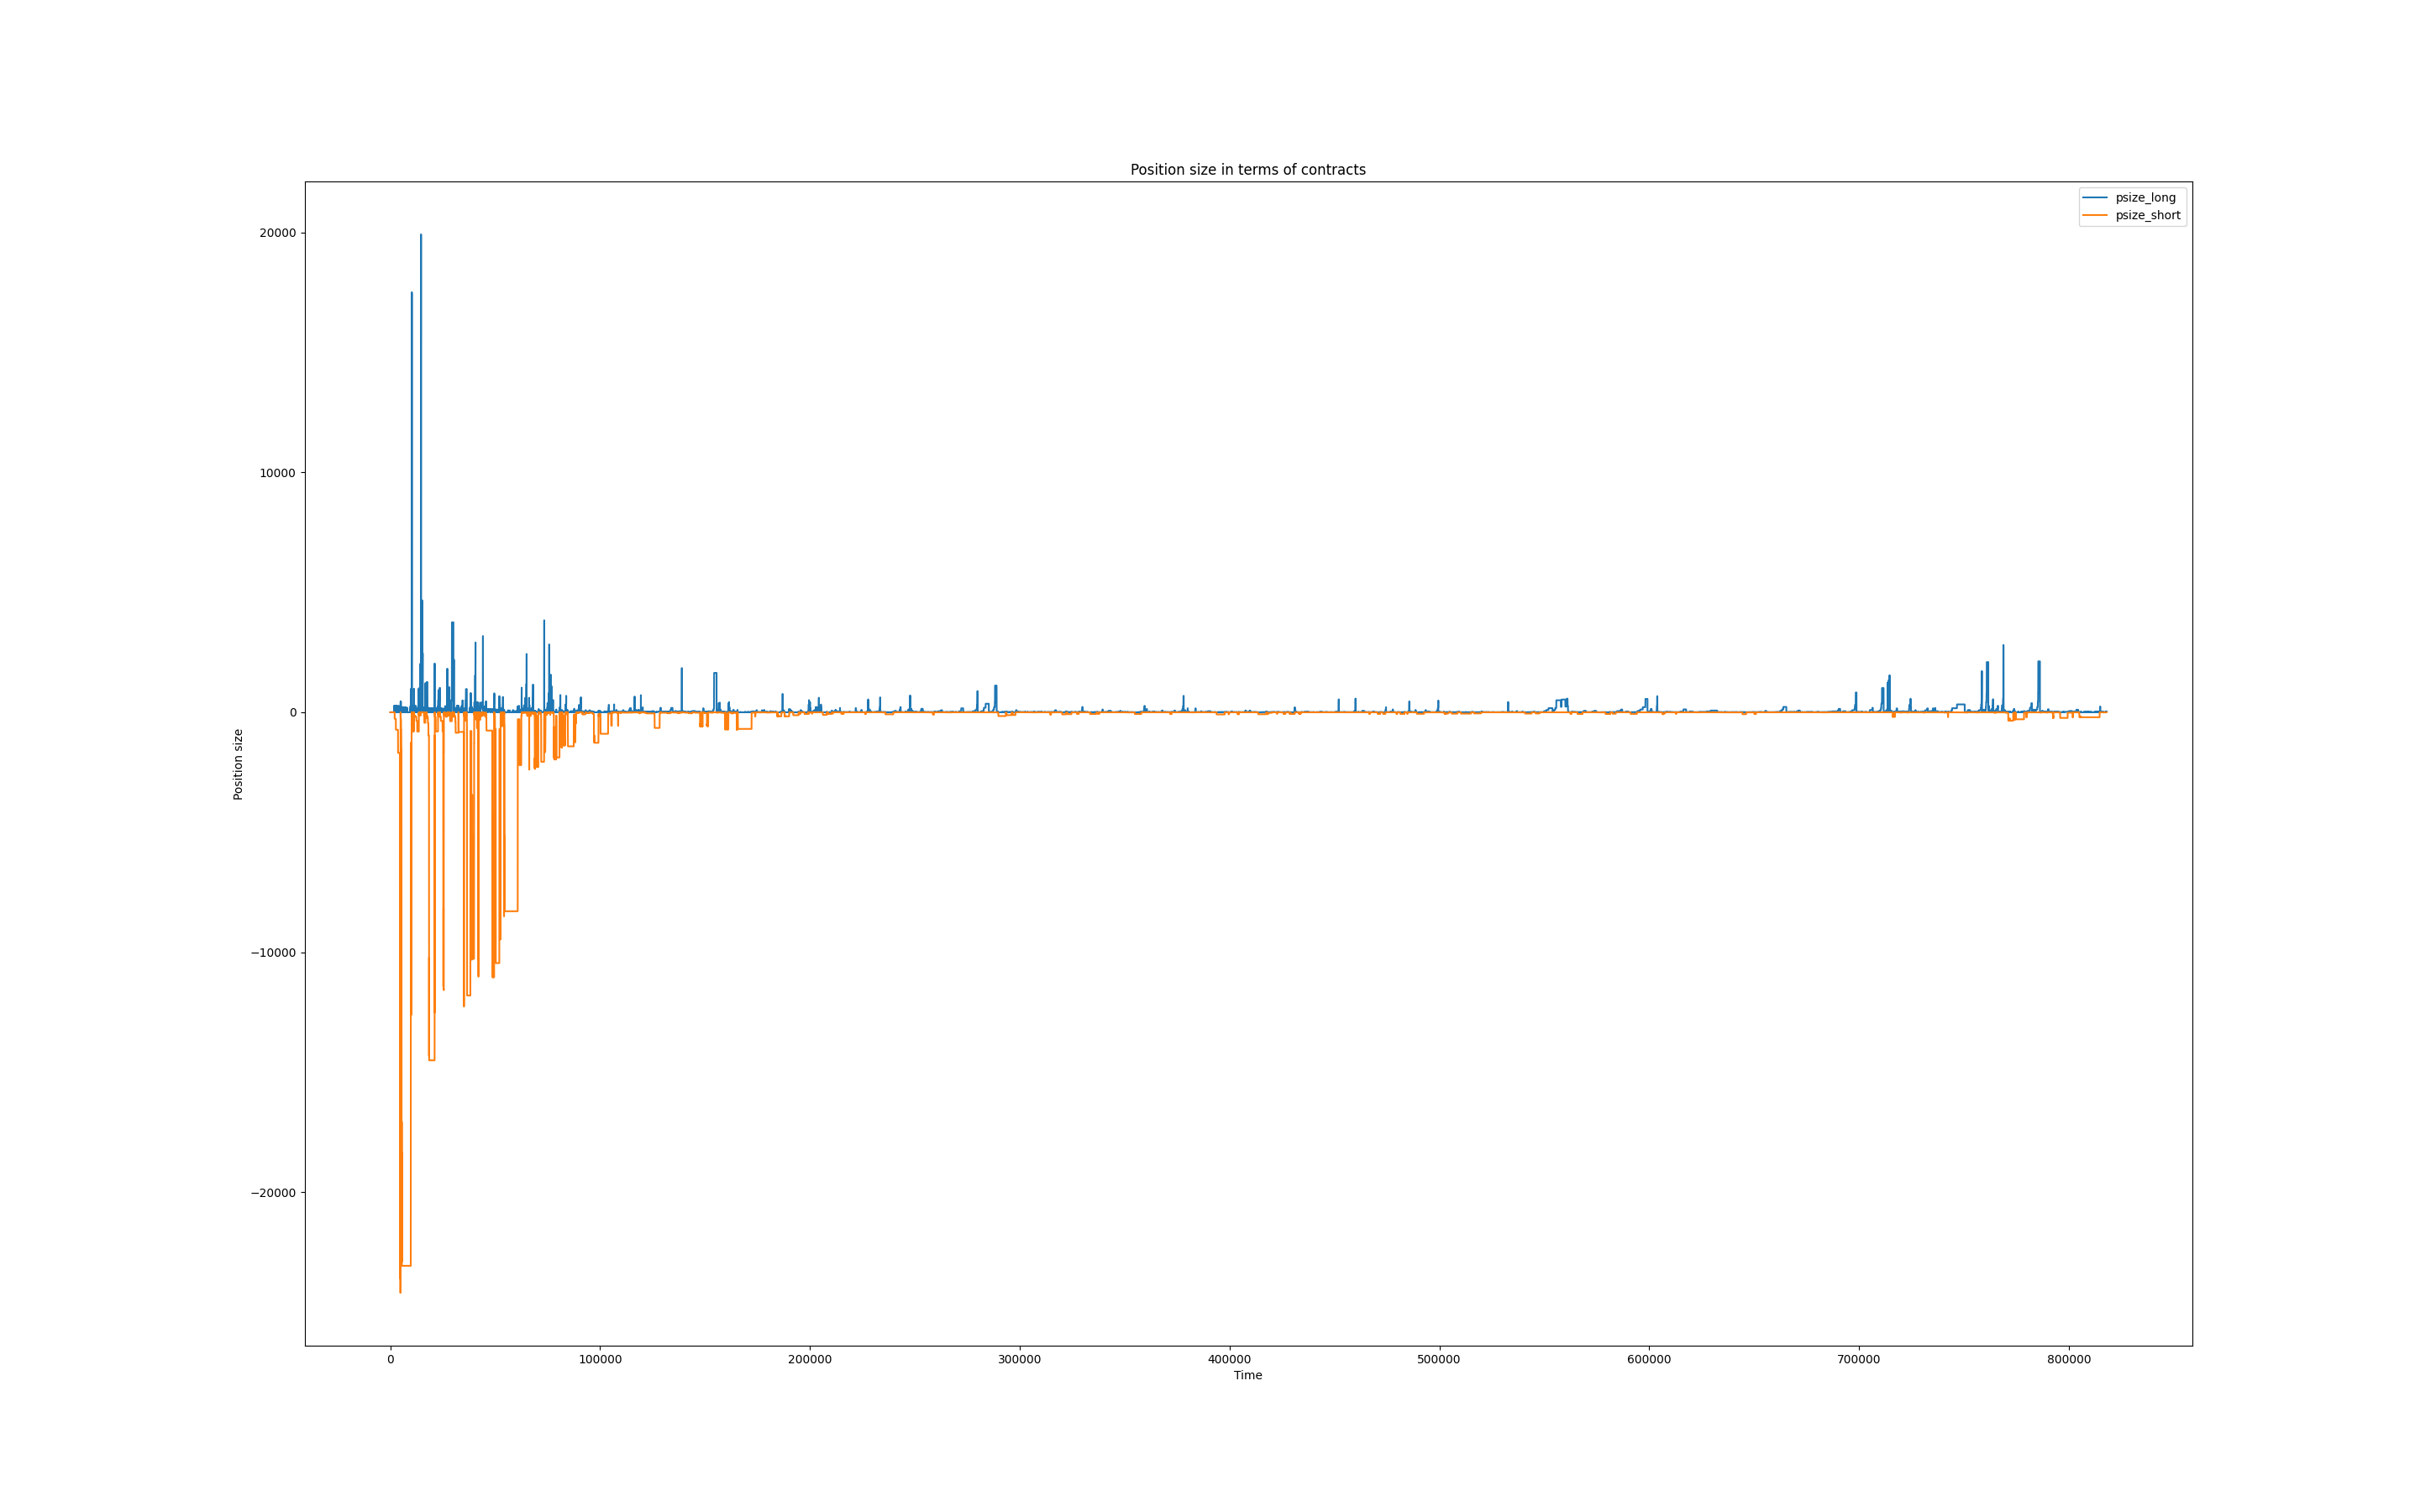 Position size in terms of contracts
psize_long
psize_short
20000
10000
0
−10000
−20000
Position size
0 100000 200000 300000 400000 500000 600000 700000 800000
Time